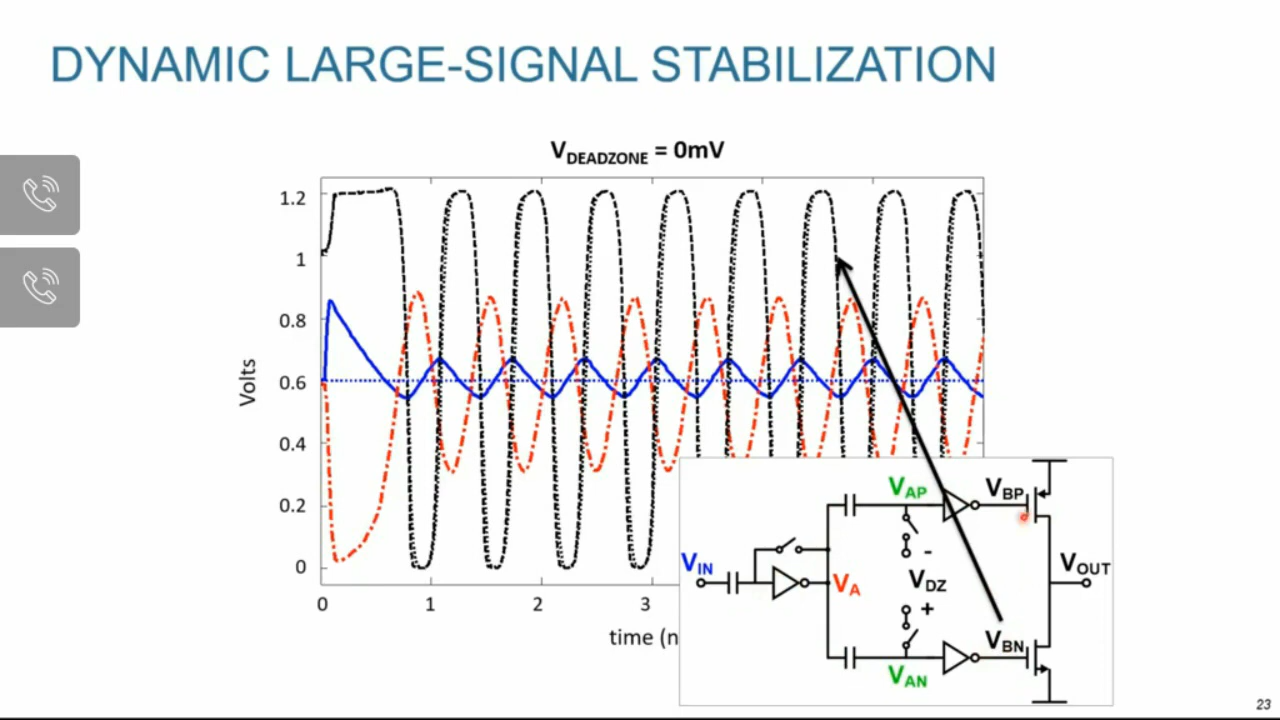 DYNAMIC LARGE-SIGNAL STABILIZATION
VDEADZONE = 0mV
1.2
1
0.8
0.6
0.4
0.2
0
Volts
0 1 2 3
time (n
VIN
VA
VAP
VBP
-
VDZ
+
VOUT
VBN
VAN
23